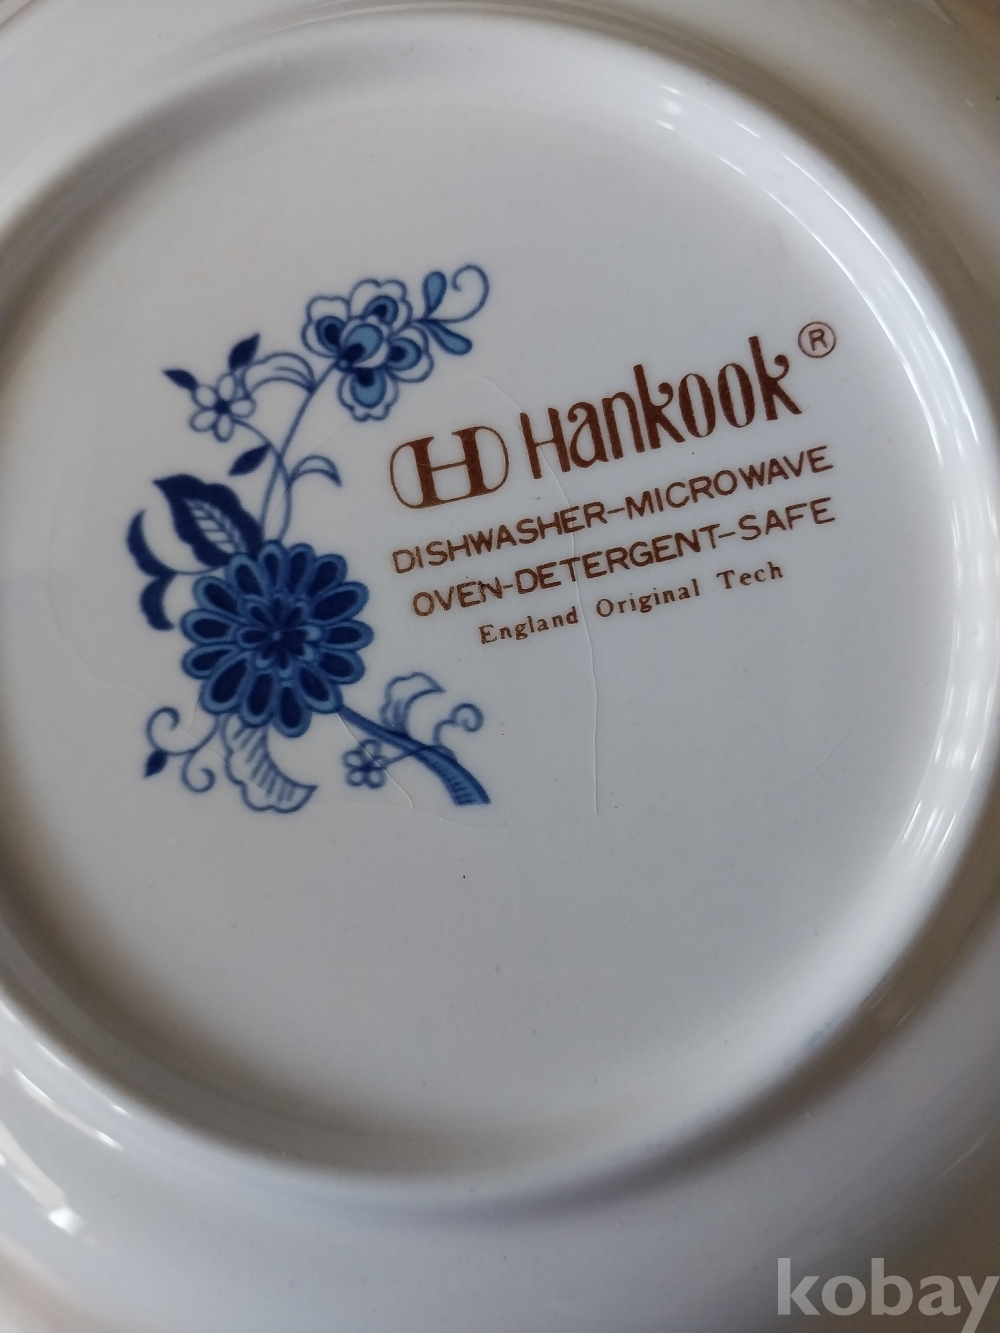 H Hankook ®
DISHWASHER-MICROWAVE
OVEN-DETERGENT-SAFE
England Original Tech
kobay